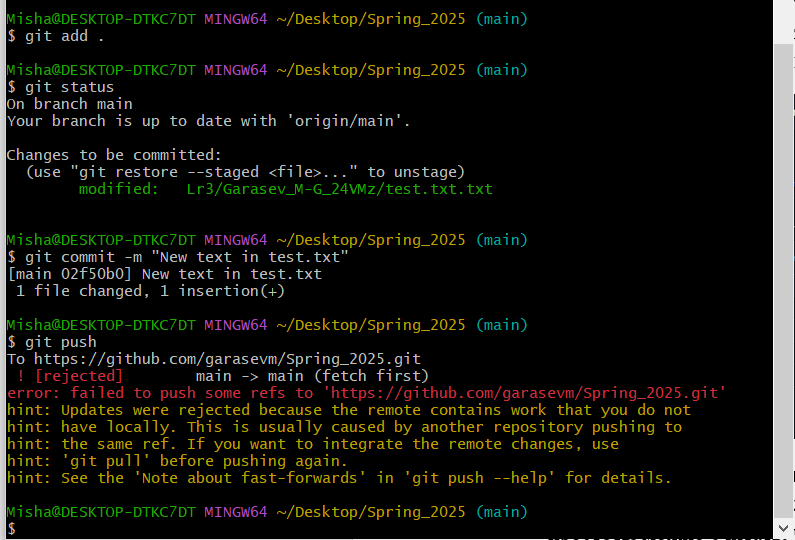 Misha@DESKTOP-DTKC7DT MINGW64 ~/Desktop/Spring_2025 (main)
$ git add .
Misha@DESKTOP-DTKC7DT MINGW64 ~/Desktop/Spring_2025 (main)
$ git status
On branch main
Your branch is up to date with 'origin/main'.
Changes to be committed:
  (use "git restore --staged <file>..." to unstage)
        modified:   Lr3/Garasev_M-G_24VMz/test.txt.txt
Misha@DESKTOP-DTKC7DT MINGW64 ~/Desktop/Spring_2025 (main)
$ git commit -m "New text in test.txt"
[main 02f50b0] New text in test.txt
 1 file changed, 1 insertion(+)
Misha@DESKTOP-DTKC7DT MINGW64 ~/Desktop/Spring_2025 (main)
$ git push
To https://github.com/garasevm/Spring_2025.git
 ! [rejected]        main -> main (fetch first)
error: failed to push some refs to 'https://github.com/garasevm/Spring_2025.git'
hint: Updates were rejected because the remote contains work that you do not
hint: have locally. This is usually caused by another repository pushing to
hint: the same ref. If you want to integrate the remote changes, use
hint: 'git pull' before pushing again.
hint: See the 'Note about fast-forwards' in 'git push --help' for details.
Misha@DESKTOP-DTKC7DT MINGW64 ~/Desktop/Spring_2025 (main)
$